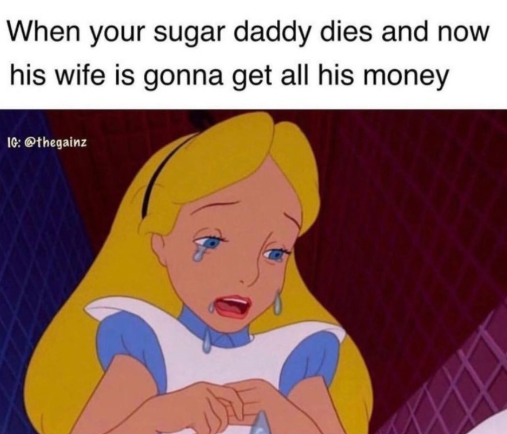 When your sugar daddy dies and now
his wife is gonna get all his money
IG: @thegainz